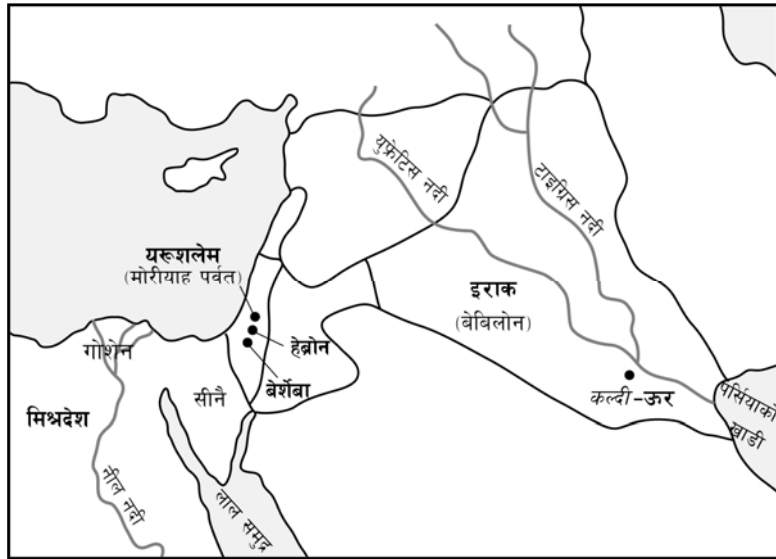 युफ्रेटिस नदी
टाइग्रिस नदी
यरूशलेम
(मोरीयाह पर्वत)
इराक
(बेबिलोन)
गोशेन
हेब्रोन
बेर्शेबा
सीनै
कल्दी-ऊर
पर्सियाको
खाडी
मिश्रदेश
नील नदी
लाल समुद्र